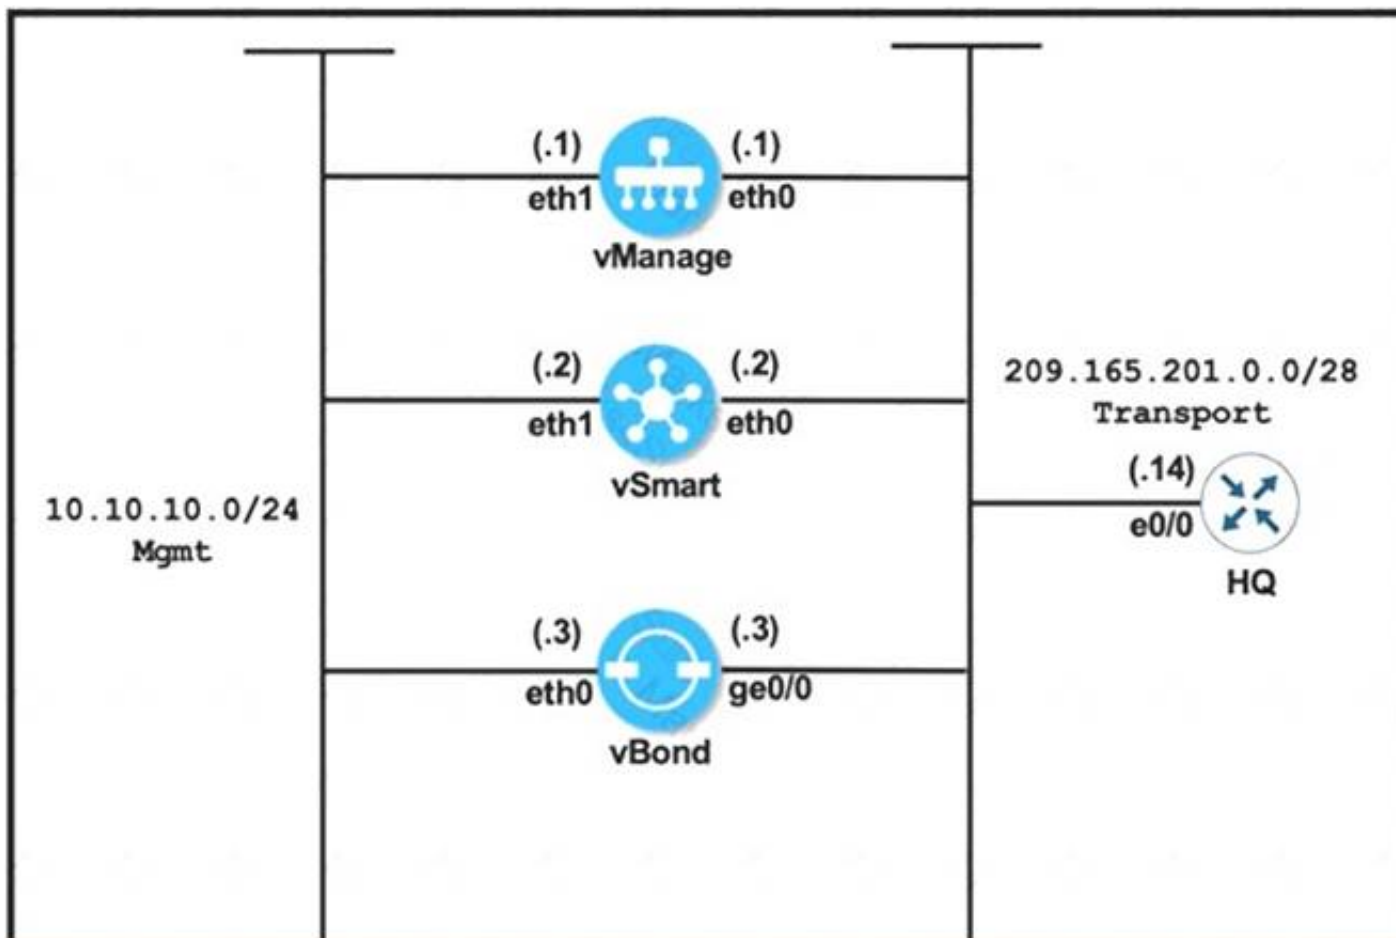 (.1) (.1)
eth1 eth0
vManage
(.2) (.2)
eth1 eth0
vSmart
209.165.201.0.0/28
Transport
(.14)
e0/0
HQ
10.10.10.0/24
Mgmt
(.3) (.3)
eth0 ge0/0
vBond